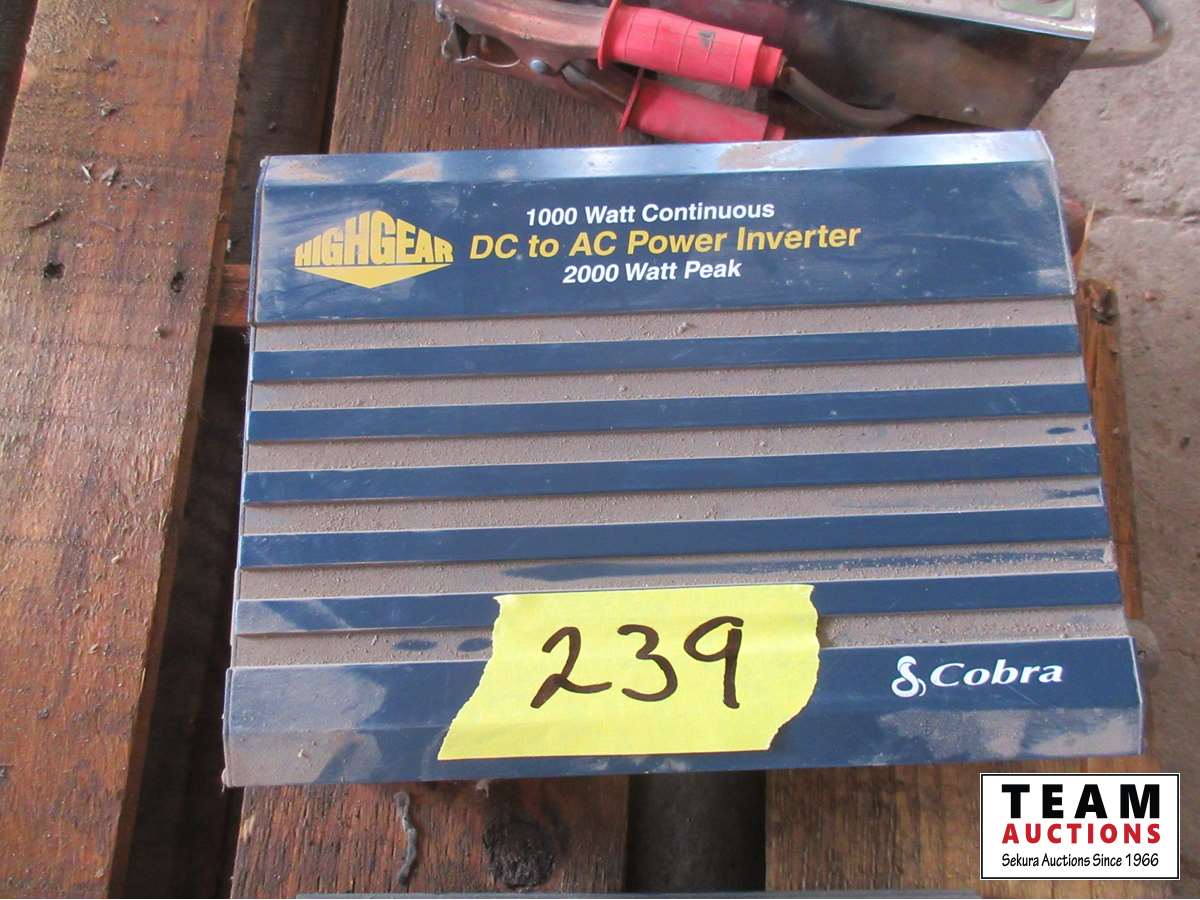 1000 Watt Continuous
HIGHGEAR
DC to AC Power Inverter
2000 Watt Peak
239
Cobra
TEAM
AUCTIONS
Sekura Auctions Since 1966